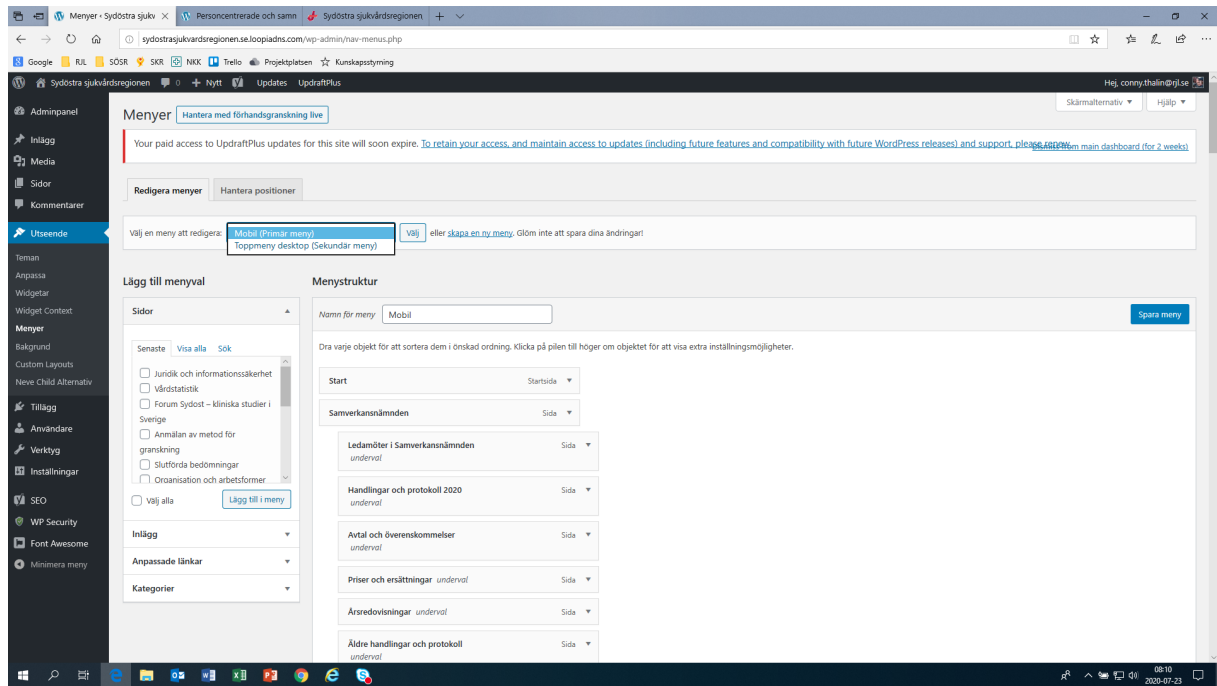 Menyer ‹ Sydöstra sjukv
Personcentrerade och samn
Sydöstra sjukvårdsregionen
sydostrasjukvardsregionen.se.loopiadns.com/wp-admin/nav-menus.php
Google RJL SÖSR SKR NKK Trello Projektplatsen Kunskapsstyrning
Sydöstra sjukvårdsregionen 0 + Nytt Updates UpdraftPlus
Hej, conny.thalin@rjl.se
Skärmalternativ ▼ Hjälp ▼
Adminpanel
Inlägg
Media
Sidor
Kommentarer
Utseende
Teman
Anpassa
Widgetar
Widget Context
Menyer
Bakgrund
Custom Layouts
Neve Child Alternativ
Tillägg
Användare
Verktyg
Inställningar
SEO
WP Security
Font Awesome
Minimera meny
Menyer Hantera med förhandsgranskning live
Your paid access to UpdraftPlus updates for this site will soon expire. To retain your access, and maintain access to updates (including future features and compatibility with future WordPress releases) and support, please renew.
from main dashboard (for 2 weeks)
Redigera menyer Hantera positioner
Välj en meny att redigera: Mobil (Primär meny) Välj eller skapa en ny meny. Glöm inte att spara dina ändringar!
Toppmeny desktop (Sekundär meny)
Lägg till menyval
Sidor
Senaste Visa alla Sök
Juridik och informationssäkerhet
Vårdstatistik
Forum Sydost – kliniska studier i
Sverige
Anmälan av metod för
granskning
Slutförda bedömningar
Organisation och arbetsformer
Välj alla Lägg till i meny
Inlägg
Anpassade länkar
Kategorier
Menystruktur
Namn för meny Mobil Spara meny
Dra varje objekt för att sortera dem i önskad ordning. Klicka på pilen till höger om objektet för att visa extra inställningsmöjligheter.
Start Startsida
Samverkansnämnden Sida
Ledamöter i Samverkansnämnden Sida
underval
Handlingar och protokoll 2020 Sida
underval
Avtal och överenskommelser Sida
underval
Priser och ersättningar underval Sida
Årsredovisningar underval Sida
Äldre handlingar och protokoll Sida
underval
08:10
2020-07-23